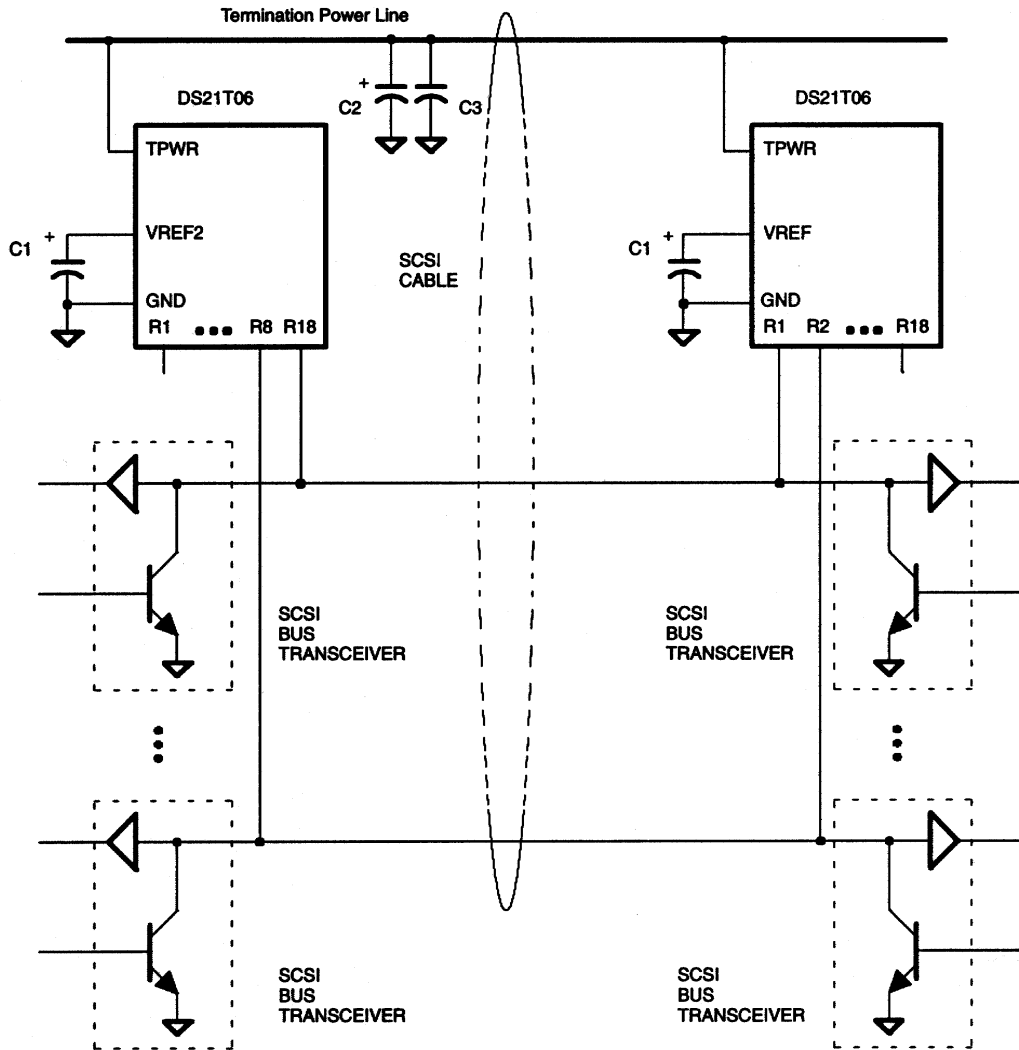 Termination Power Line
DS21T06
+
C2
C3
DS21T06
TPWR
TPWR
C1
+
VREF2
SCSI
CABLE
C1
+
VREF
GND
GND
R1 ●●● R8 R18
R1 R2 ●●● R18
SCSI
BUS
TRANSCEIVER
SCSI
BUS
TRANSCEIVER
SCSI
BUS
TRANSCEIVER
SCSI
BUS
TRANSCEIVER